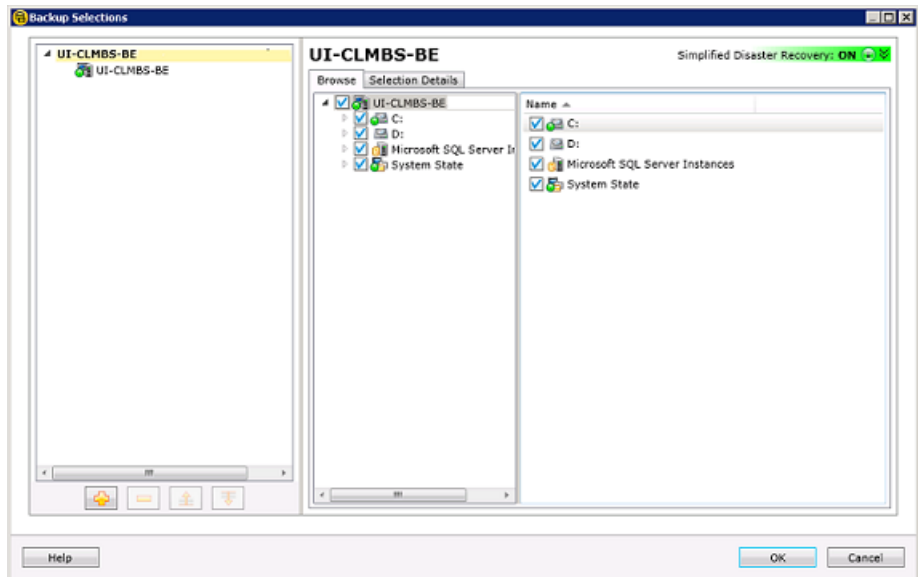 Backup Selections
UI-CLMBS-BE
UI-CLMBS-BE
UI-CLMBS-BE
Simplified Disaster Recovery: ON
Browse
Selection Details
UI-CLMBS-BE
C:
D:
Microsoft SQL Server In
System State
Name
C:
D:
Microsoft SQL Server Instances
System State
Help
OK
Cancel